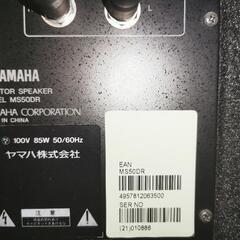 L
AMAHA
TOR SPEAKER
EL MS50DR
AHA CORPORATION
IN CHINA
100V 85W 50/60Hz
ヤマハ株式会社
注意
EAN
MS50DR
4957812063500
SER NO
(21)010886